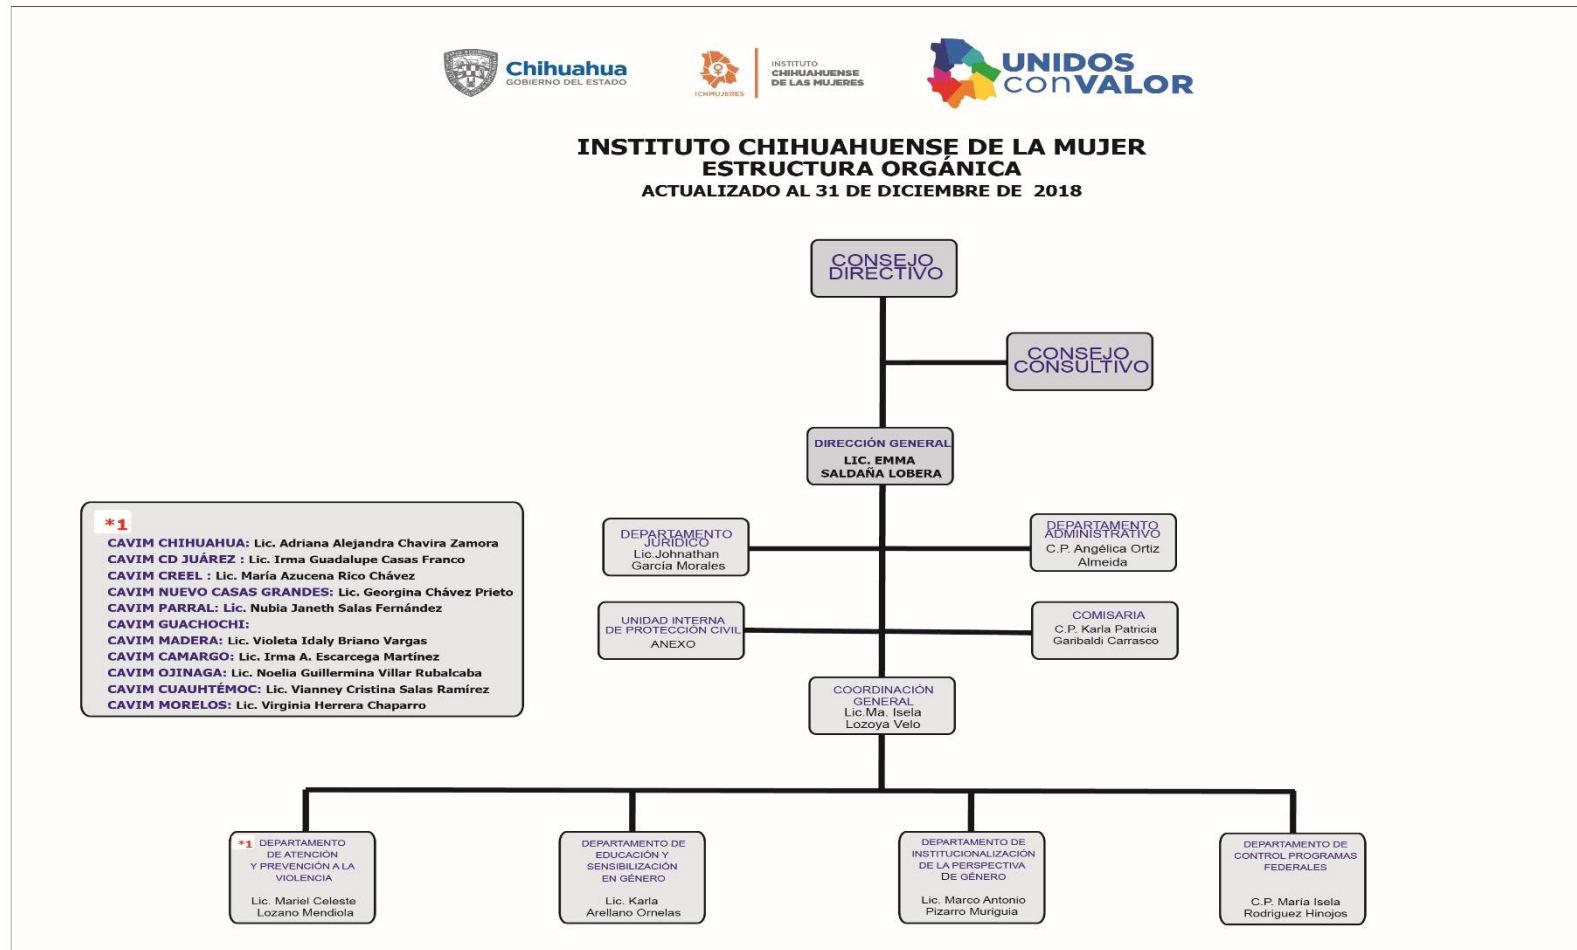 Chihuahua
GOBIERNO DEL ESTADO
ICHMUJERES
INSTITUTO
CHIHUAHUENSE
DE LAS MUJERES
UNIDOS
conVALOR
INSTITUTO CHIHUAHUENSE DE LA MUJER
ESTRUCTURA ORGÁNICA
ACTUALIZADO AL 31 DE DICIEMBRE DE 2018
CONSEJO
DIRECTIVO
CONSEJO
CONSULTIVO
DIRECCIÓN GENERAL
LIC. EMMA
SALDAÑA LOBERA
*1
CAVIM CHIHUAHUA: Lic. Adriana Alejandra Chavira Zamora
CAVIM CD JUÁREZ : Lic. Irma Guadalupe Casas Franco
CAVIM CREEL : Lic. María Azucena Rico Chávez
CAVIM NUEVO CASAS GRANDES: Lic. Georgina Chávez Prieto
CAVIM PARRAL: Lic. Nubia Janeth Salas Fernández
CAVIM GUACHOCHI:
CAVIM MADERA: Lic. Violeta Idaly Briano Vargas
CAVIM CAMARGO: Lic. Irma A. Escarcega Martínez
CAVIM OJINAGA: Lic. Noelia Guillermina Villar Rubalcaba
CAVIM CUAUHTÉMOC: Lic. Vianney Cristina Salas Ramírez
CAVIM MORELOS: Lic. Virginia Herrera Chaparro
DEPARTAMENTO
JURÍDICO
Lic.Johnathan
García Morales
DEPARTAMENTO
ADMINISTRATIVO
C.P. Angélica Ortiz
Almeida
UNIDAD INTERNA
DE PROTECCIÓN CIVIL
ANEXO
COMISARIA
C.P. Karla Patricia
Garibaldi Carrasco
COORDINACIÓN
GENERAL
Lic.Ma. Isela
Lozoya Velo
*1 DEPARTAMENTO
DE ATENCIÓN
Y PREVENCIÓN A LA
VIOLENCIA
Lic. Mariel Celeste
Lozano Mendiola
DEPARTAMENTO DE
EDUCACIÓN Y
SENSIBILIZACIÓN
EN GÉNERO
Lic. Karla
Arellano Ornelas
DEPARTAMENTO DE
INSTITUCIONALIZACIÓN
DE LA PERSPECTIVA
DE GÉNERO
Lic. Marco Antonio
Pizarro Muriguia
DEPARTAMENTO DE
CONTROL PROGRAMAS
FEDERALES
C.P. María Isela
Rodriguez Hinojos